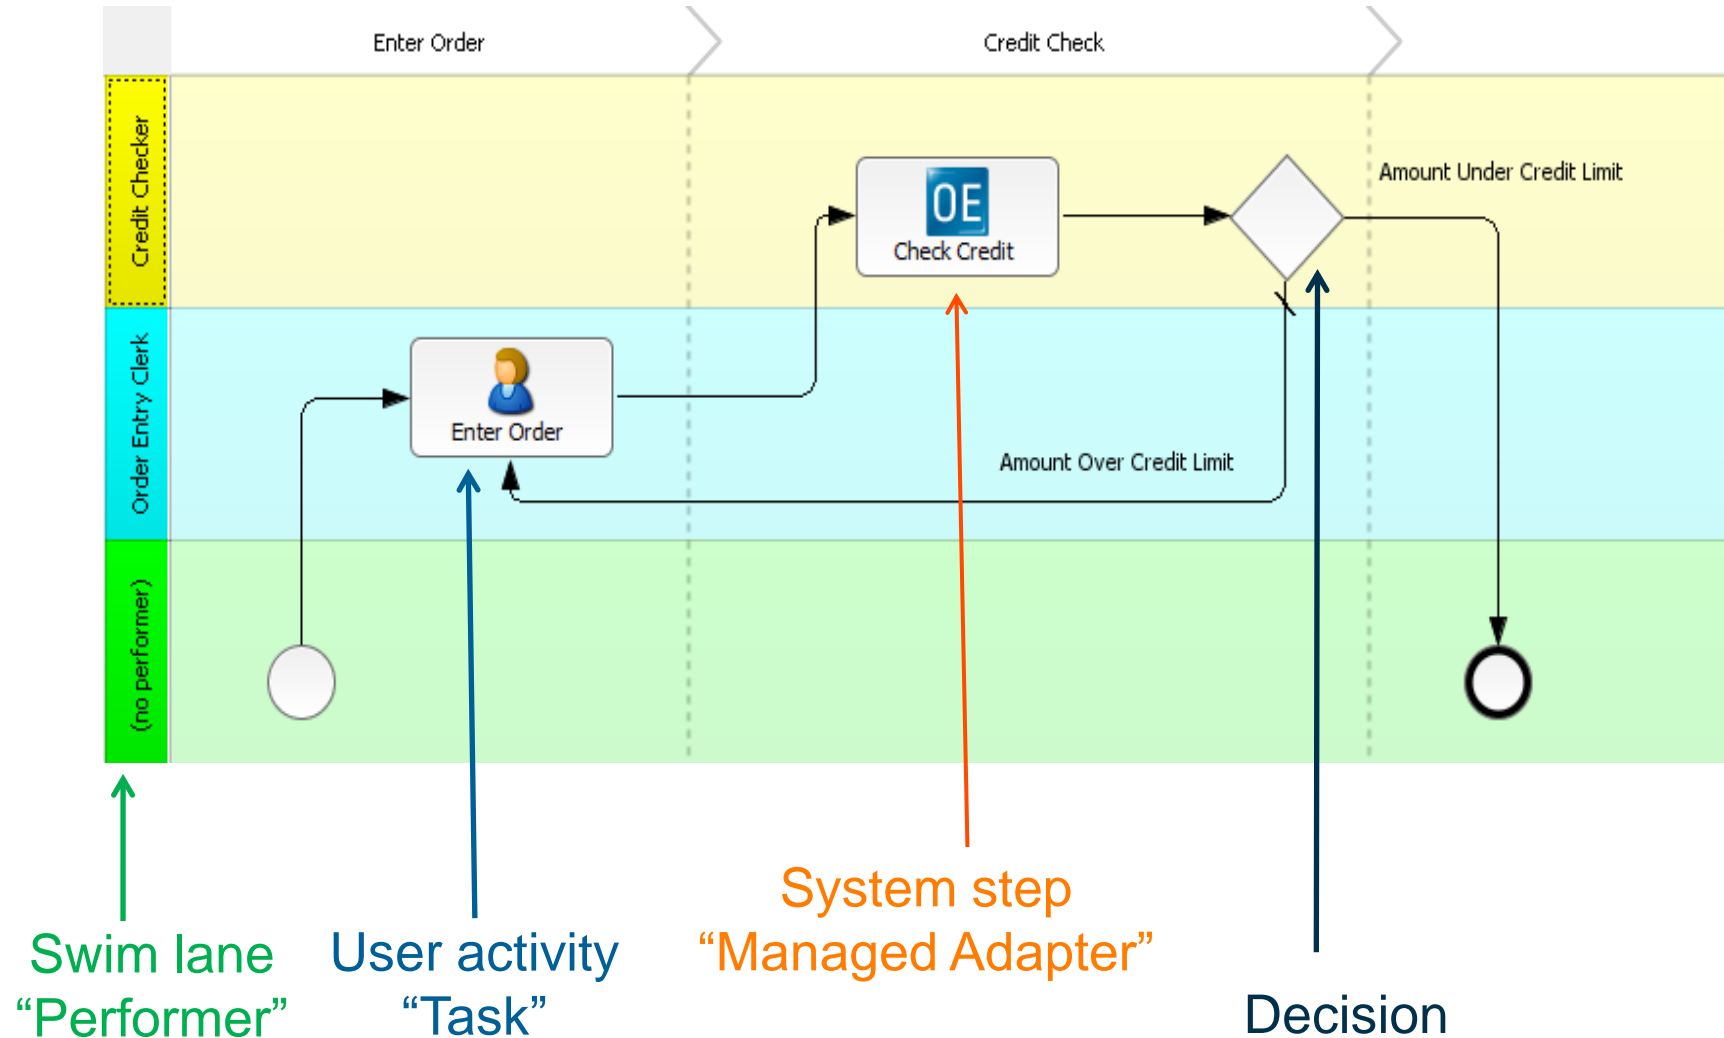 Enter Order
Credit Check
Credit Checker
OE
Check Credit
Amount Under Credit Limit
Order Entry Clerk
Enter Order
Amount Over Credit Limit
(no performer)
System step
“Managed Adapter”
Swim lane
“Performer”
User activity
“Task”
Decision